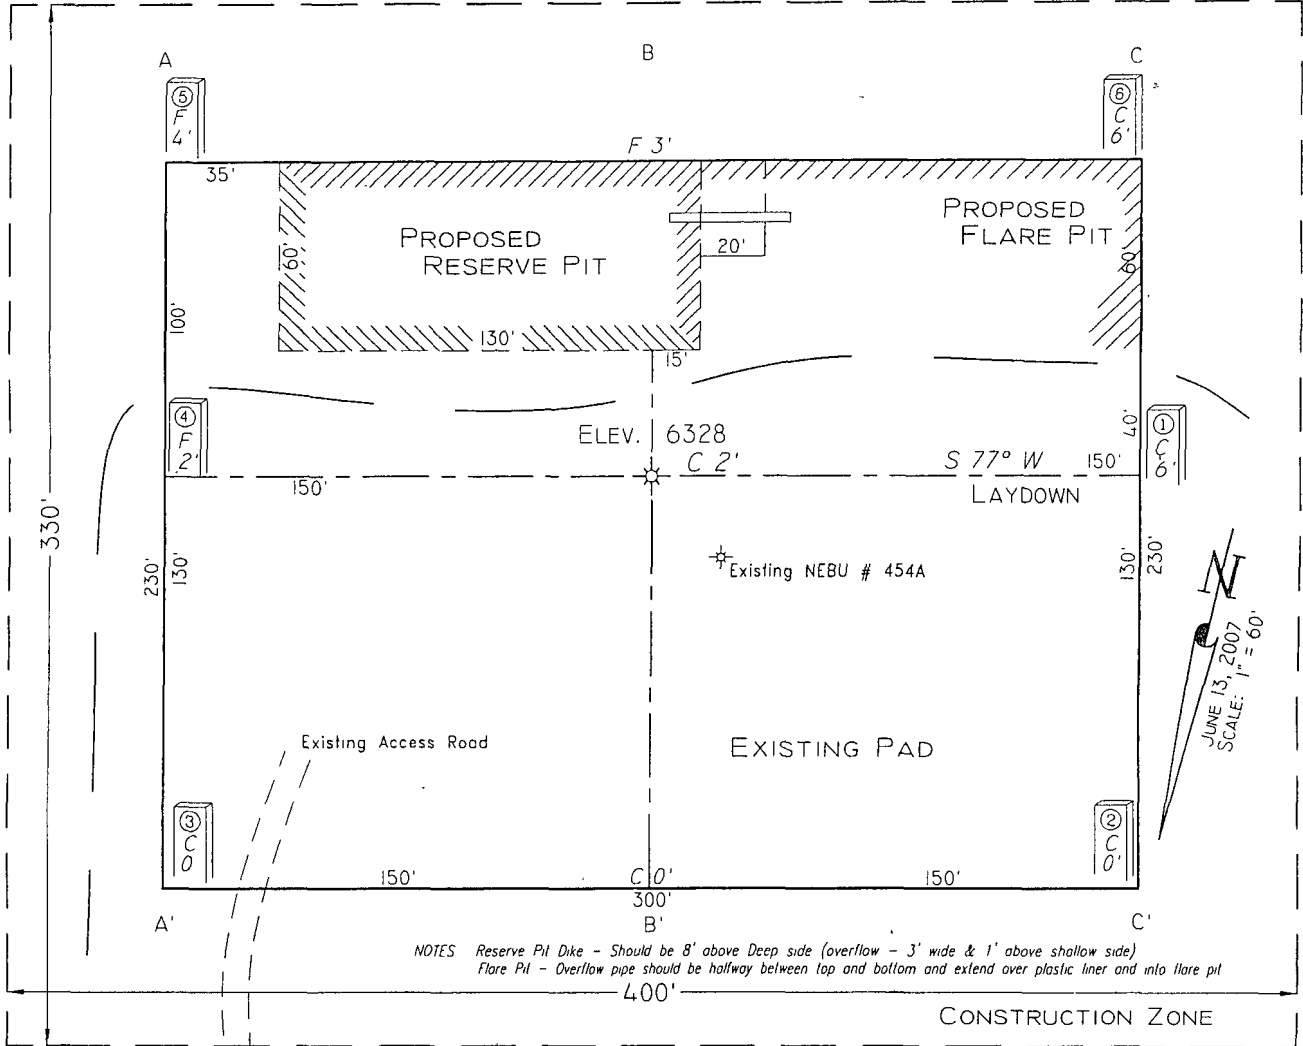 A
B
C
⑤
F
4'
⑥
C
6'
F 3'
35'
PROPOSED
RESERVE PIT
60'
20'
PROPOSED
FLARE PIT
60'
100'
130'
15'
④
F
2'
ELEV. 6328
C 2'
40'
①
C
6'
150'
S 77° W
150'
LAYDOWN
330'
Existing NEBU # 454A
230'
130'
130'
230'
N
JUNE 13, 2007
SCALE: 1" = 60'
Existing Access Road
EXISTING PAD
③
C
0
②
C
0'
150'
C 0'
150'
300'
A'
B'
C'
NOTES Reserve Pit Dike - Should be 8' above Deep side (overflow - 3' wide & 1' above shallow side)
Flare Pit - Overflow pipe should be halfway between top and bottom and extend over plastic liner and into flare pit
400'
CONSTRUCTION ZONE